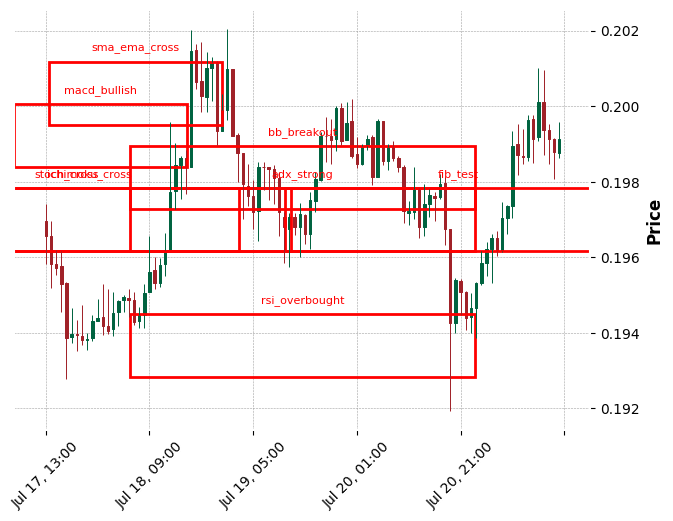 sma_ema_cross
macd_bullish
bb_breakout
stoch_cross
ichimoku_cross
adx_strong
fib_test
rsi_overbought
0.202
0.200
0.198
0.196
0.194
0.192
Price
Jul 17, 13:00
Jul 18, 09:00
Jul 19, 05:00
Jul 20, 01:00
Jul 20, 21:00